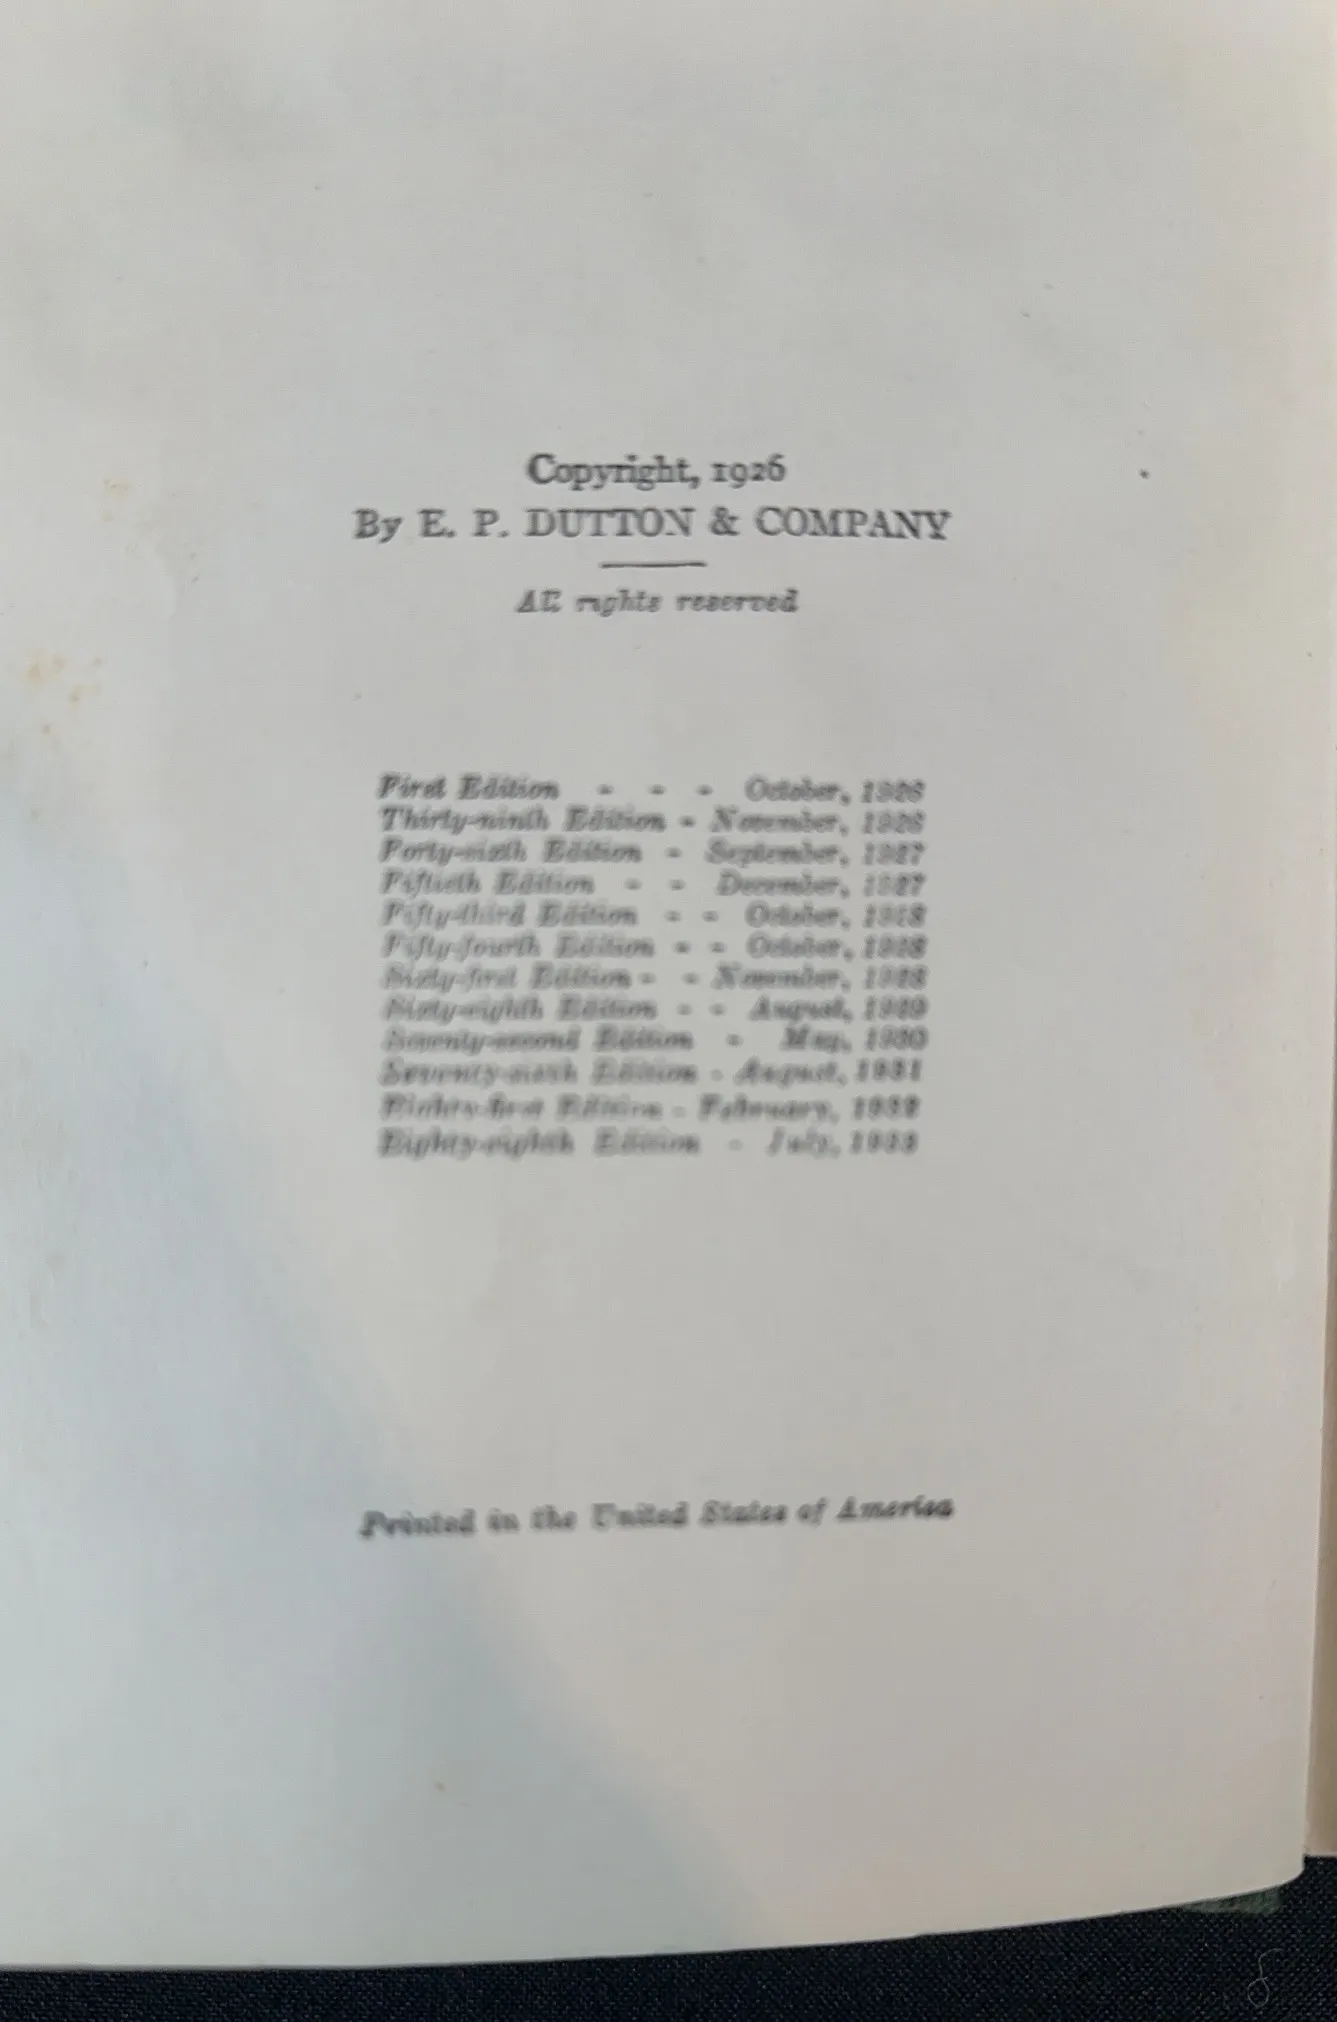 Copyright, 1926
By E. P. DUTTON & COMPANY
All rights reserved
First Edition - - - October, 1926
Thirty-ninth Edition - November, 1926
Forty-sixth Edition - September, 1927
Fiftieth Edition - - December, 1927
Fifty-third Edition - - October, 1928
Fifty-fourth Edition - - October, 1928
Sixty-first Edition - - November, 1928
Sixty-eighth Edition - - August, 1929
Seventy-second Edition - May, 1930
Seventy-sixth Edition - August, 1931
Eighty-first Edition - February,
Eighty-eighth Edition - July,
Printed in the United States of America